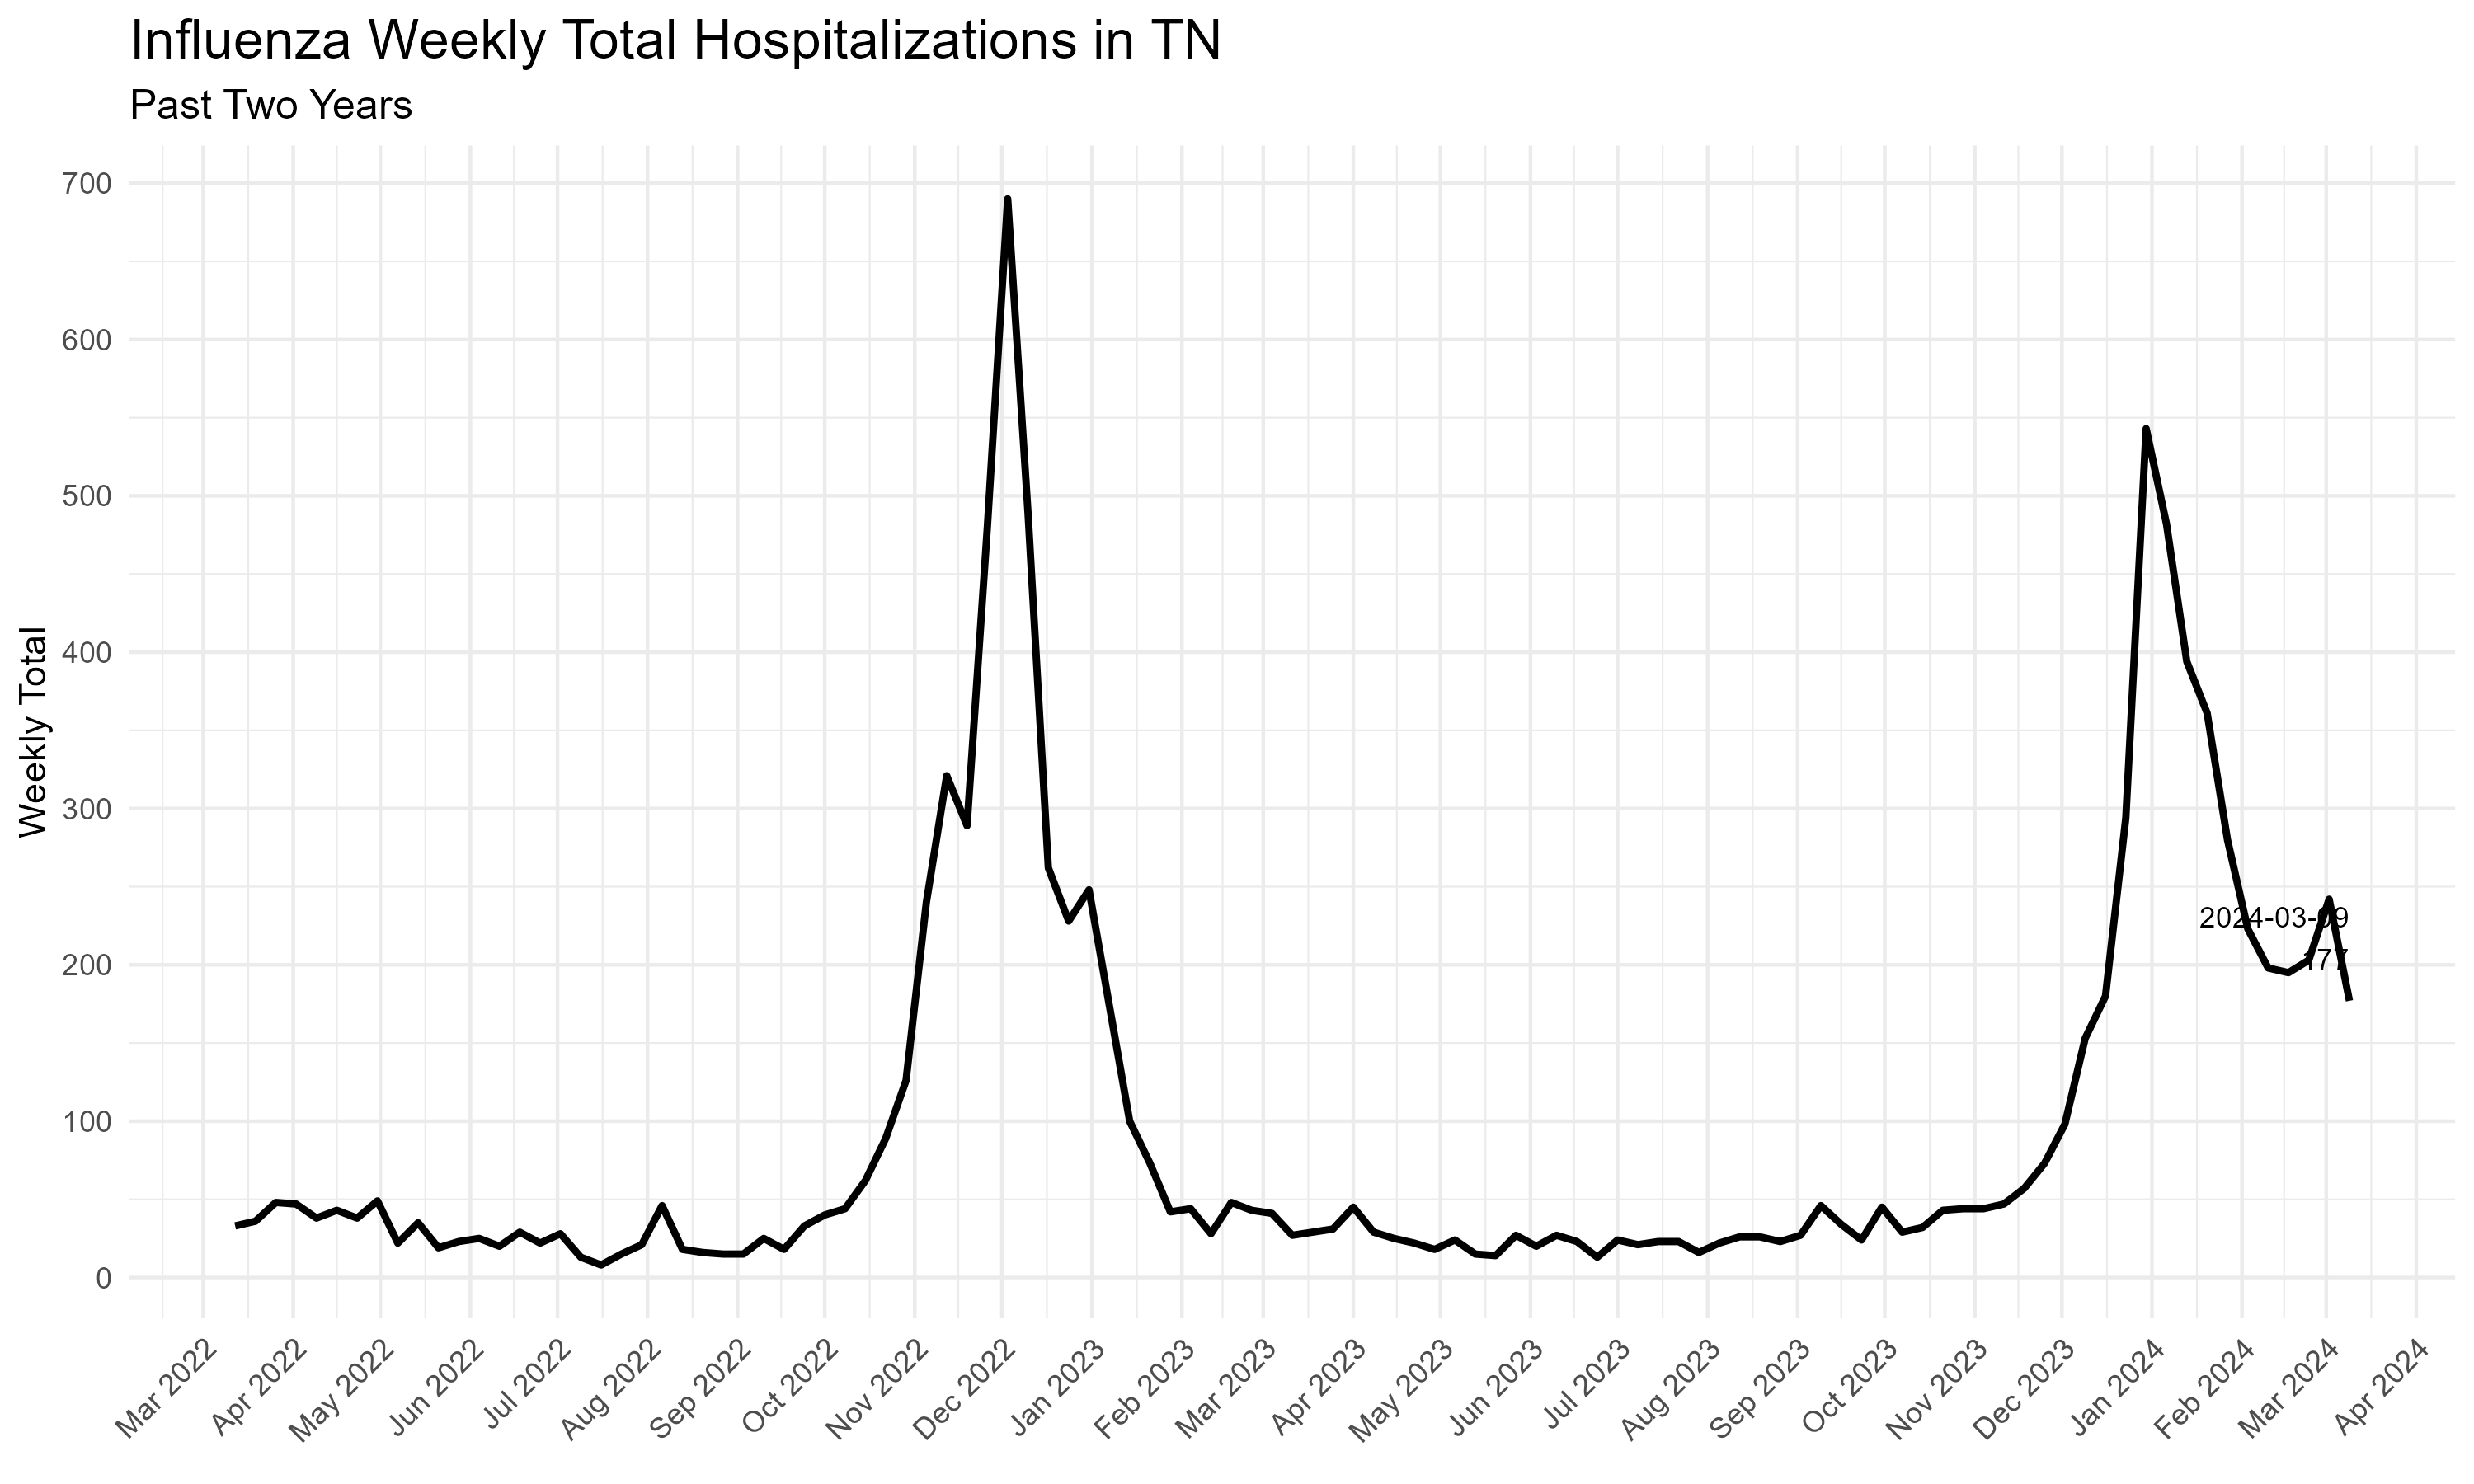 Influenza Weekly Total Hospitalizations in TN
Past Two Years
Weekly Total
700
600
500
400
300
200
100
0
2024-03-09
177
Mar 2022
Apr 2022
May 2022
Jun 2022
Jul 2022
Aug 2022
Sep 2022
Oct 2022
Nov 2022
Dec 2022
Jan 2023
Feb 2023
Mar 2023
Apr 2023
May 2023
Jun 2023
Jul 2023
Aug 2023
Sep 2023
Oct 2023
Nov 2023
Dec 2023
Jan 2024
Feb 2024
Mar 2024
Apr 2024